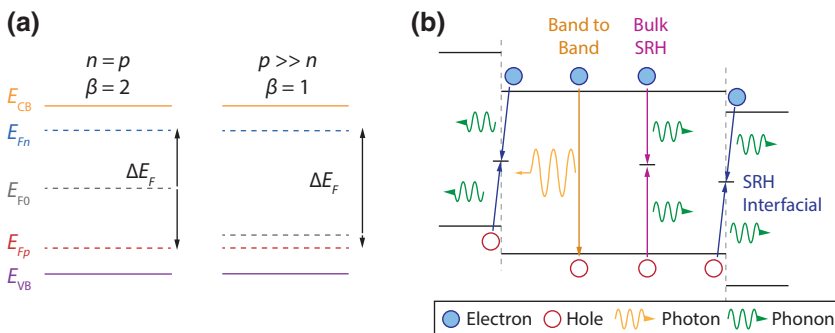 (a)
n = p
β = 2
p >> n
β = 1
E_CB
E_Fn
E_F0
E_Fp
E_VB
ΔE_F
ΔE_F
(b)
Band to
Band
Bulk
SRH
SRH
Interfacial
Electron
Hole
Photon
Phonon